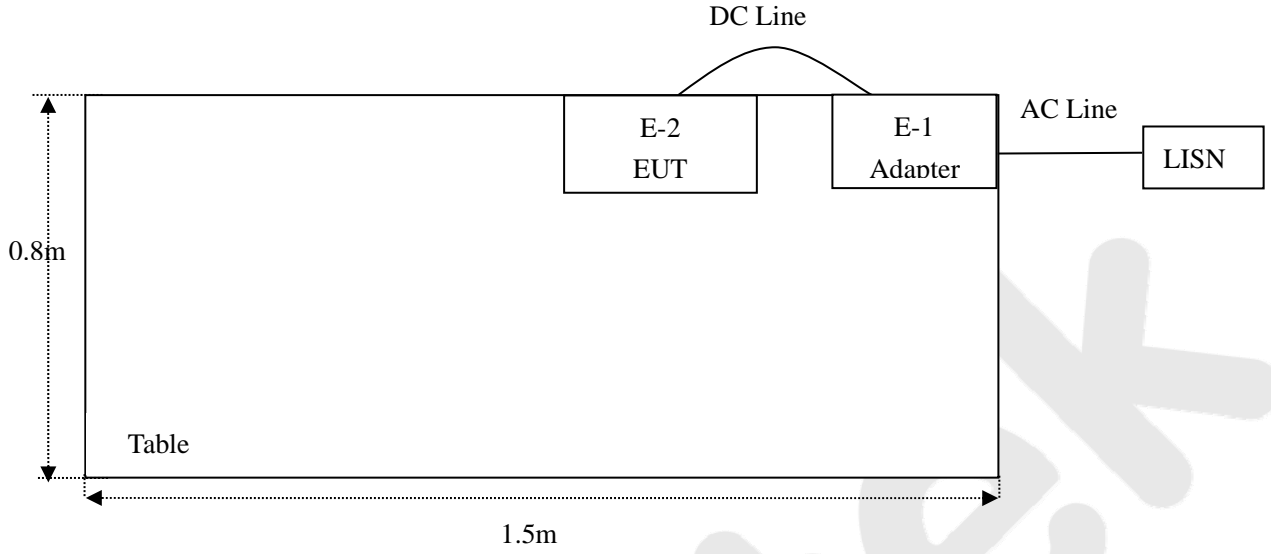 DC Line
E-2
EUT
E-1
Adapter
AC Line
LISN
0.8m
Table
1.5m